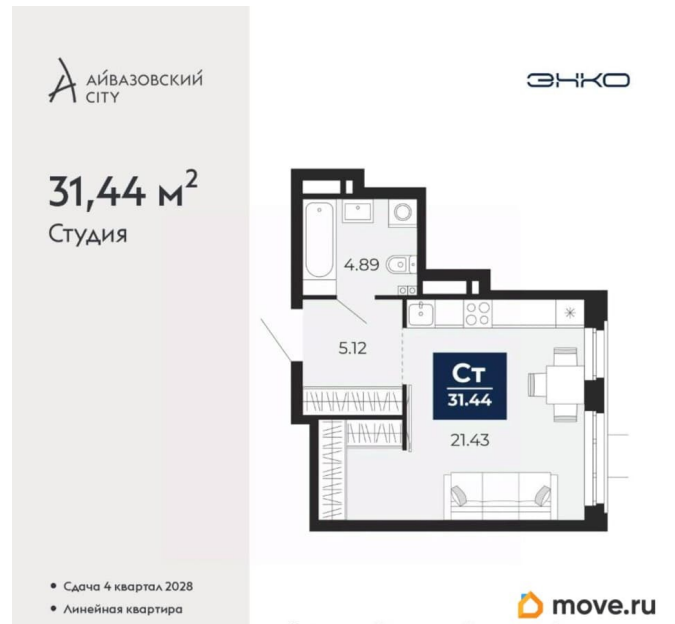 АЙВАЗОВСКИЙ
CITY
ЭНКО
31,44 м²
Студия
4.89
5.12
Ст
31.44
21.43
• Сдача 4 квартал 2028
• Линейная квартира
move.ru